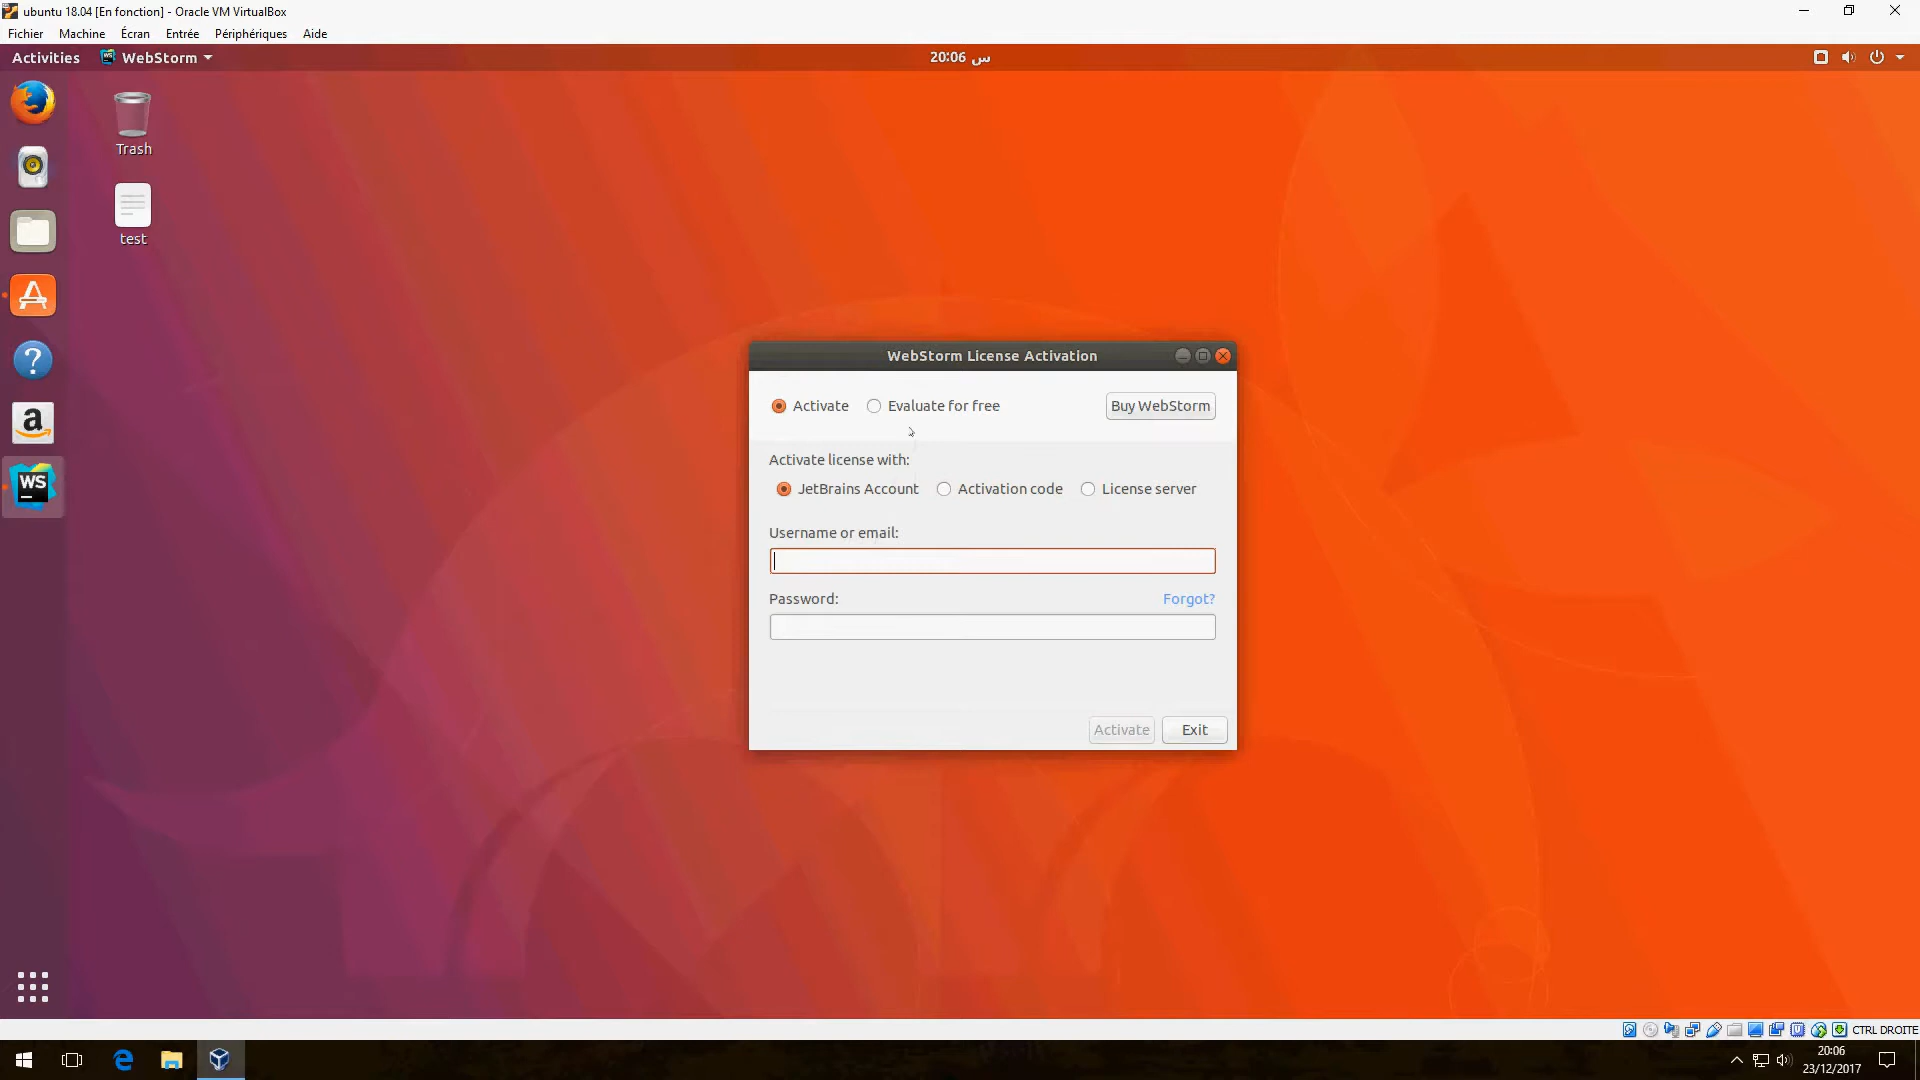 ubuntu 18.04 [En fonction] - Oracle VM VirtualBox
Fichier Machine Écran Entrée Périphériques Aide
Activities WebStorm 20:06 س
Trash
test
WebStorm License Activation
Activate Evaluate for free Buy WebStorm
Activate license with:
JetBrains Account Activation code License server
Username or email:
Password: Forgot?
Activate Exit
WS
CTRL DROITE
20:06
23/12/2017